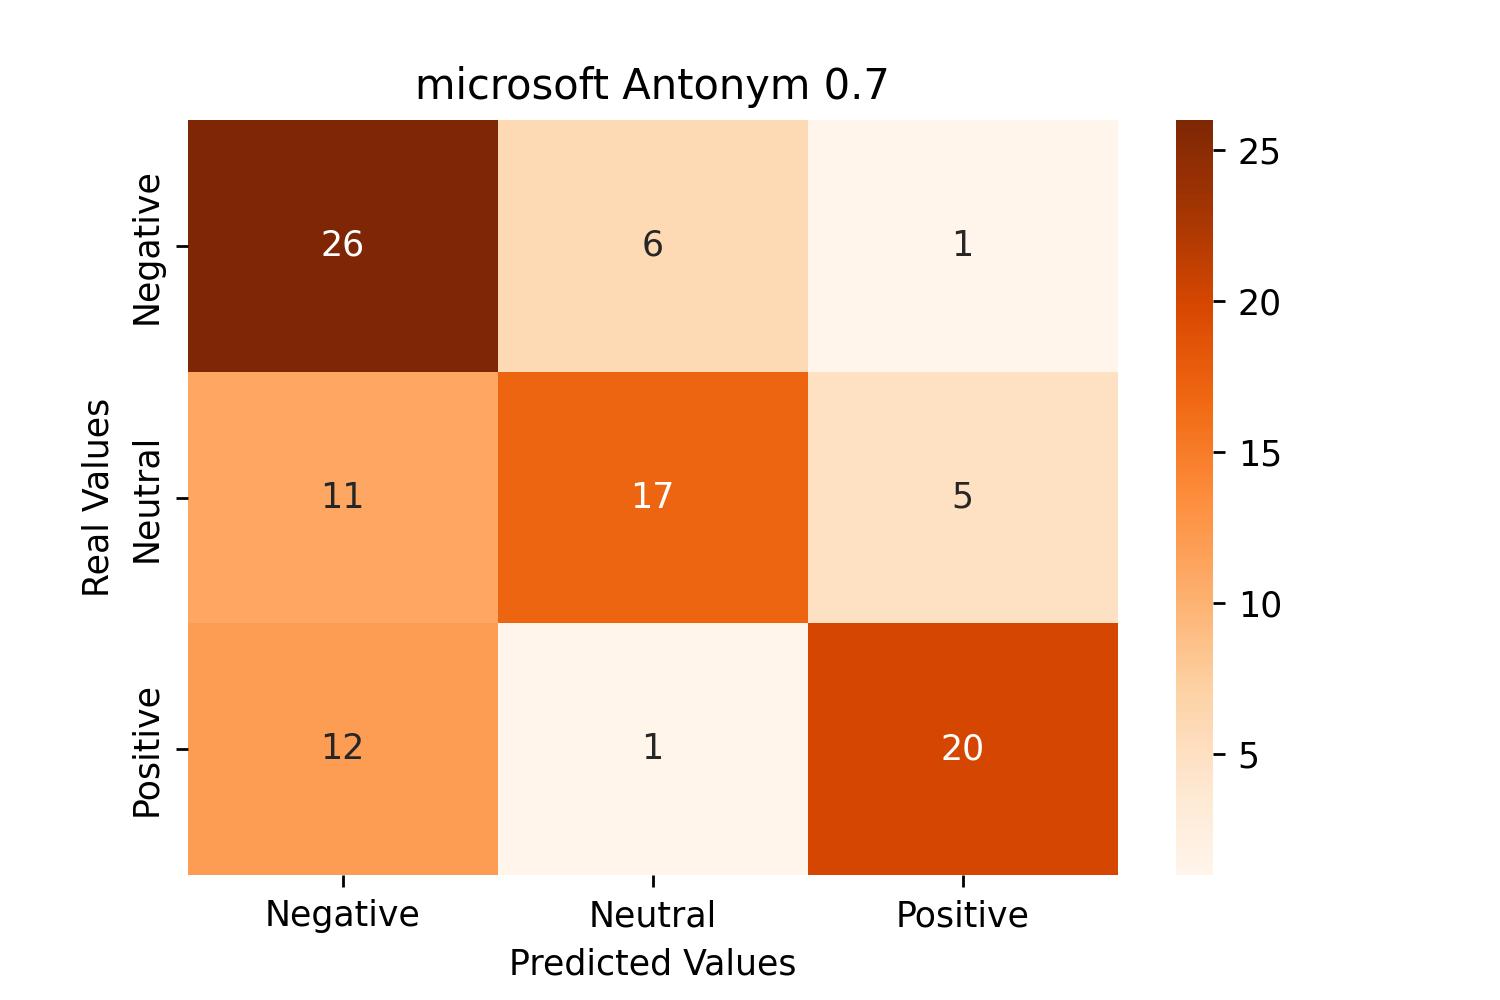 microsoft Antonym 0.7
Real Values
Negative
26 6 1
Neutral
11 17 5
Positive
12 1 20
Negative Neutral Positive
Predicted Values
25
20
15
10
5